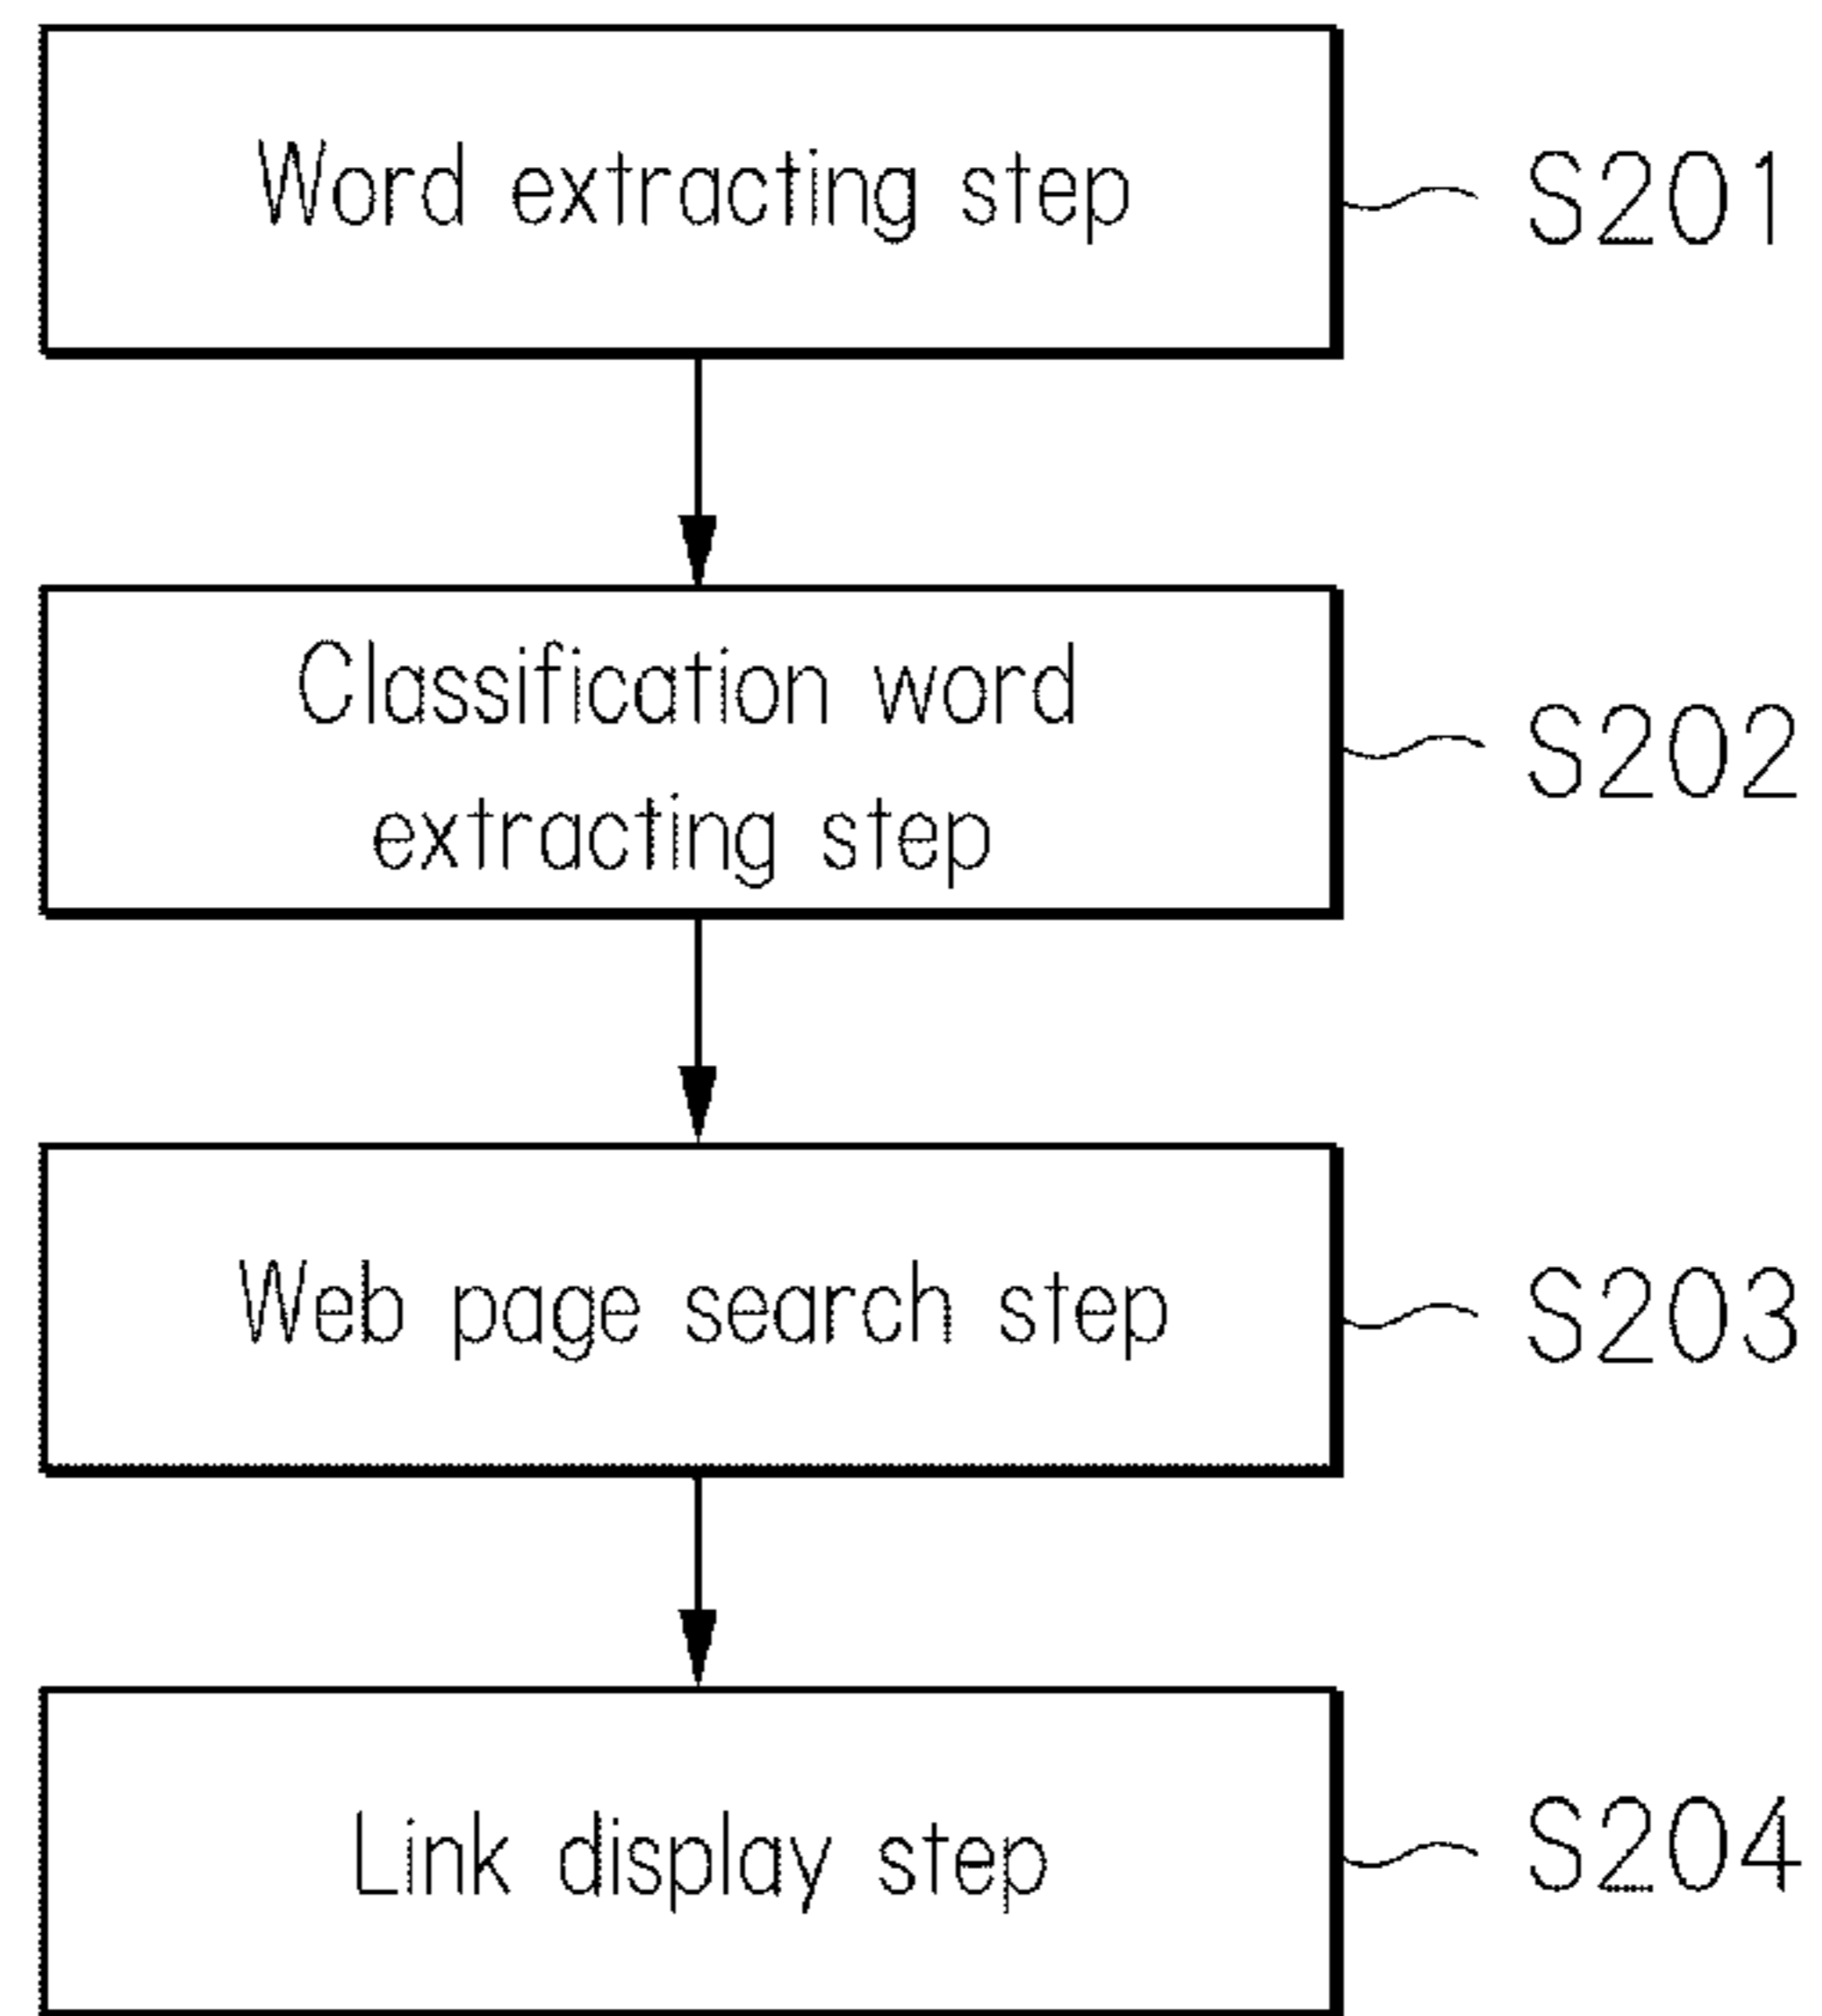 Word extracting step
S201
Classification word
extracting step
S202
Web page search step
S203
Link display step
S204